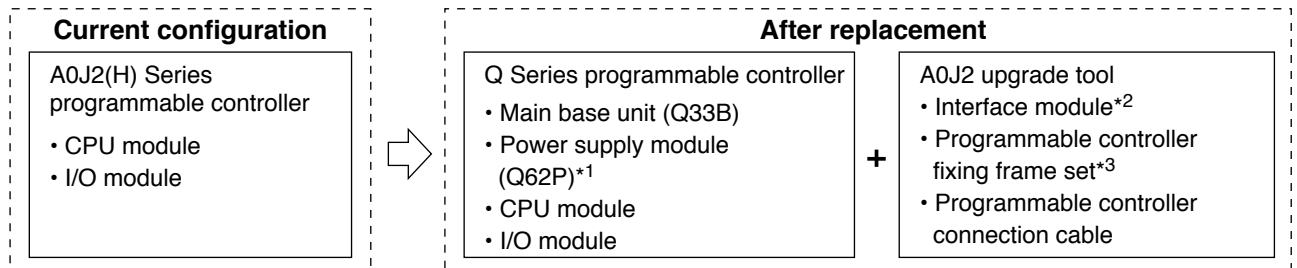 Current configuration
A0J2(H) Series
programmable controller
• CPU module
• I/O module
After replacement
Q Series programmable controller
• Main base unit (Q33B)
• Power supply module
(Q62P)*1
• CPU module
• I/O module
+
A0J2 upgrade tool
• Interface module*2
• Programmable controller
fixing frame set*3
• Programmable controller
connection cable